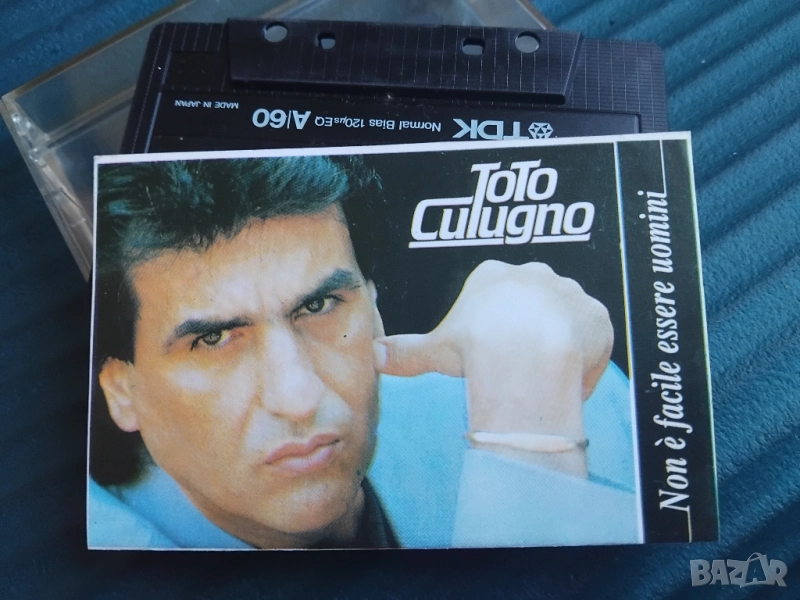 TDK
Normal Bias 120µs EQ A/60
MADE IN JAPAN
ToTo
CuTugno
Non è facile essere uomini
BAZAR